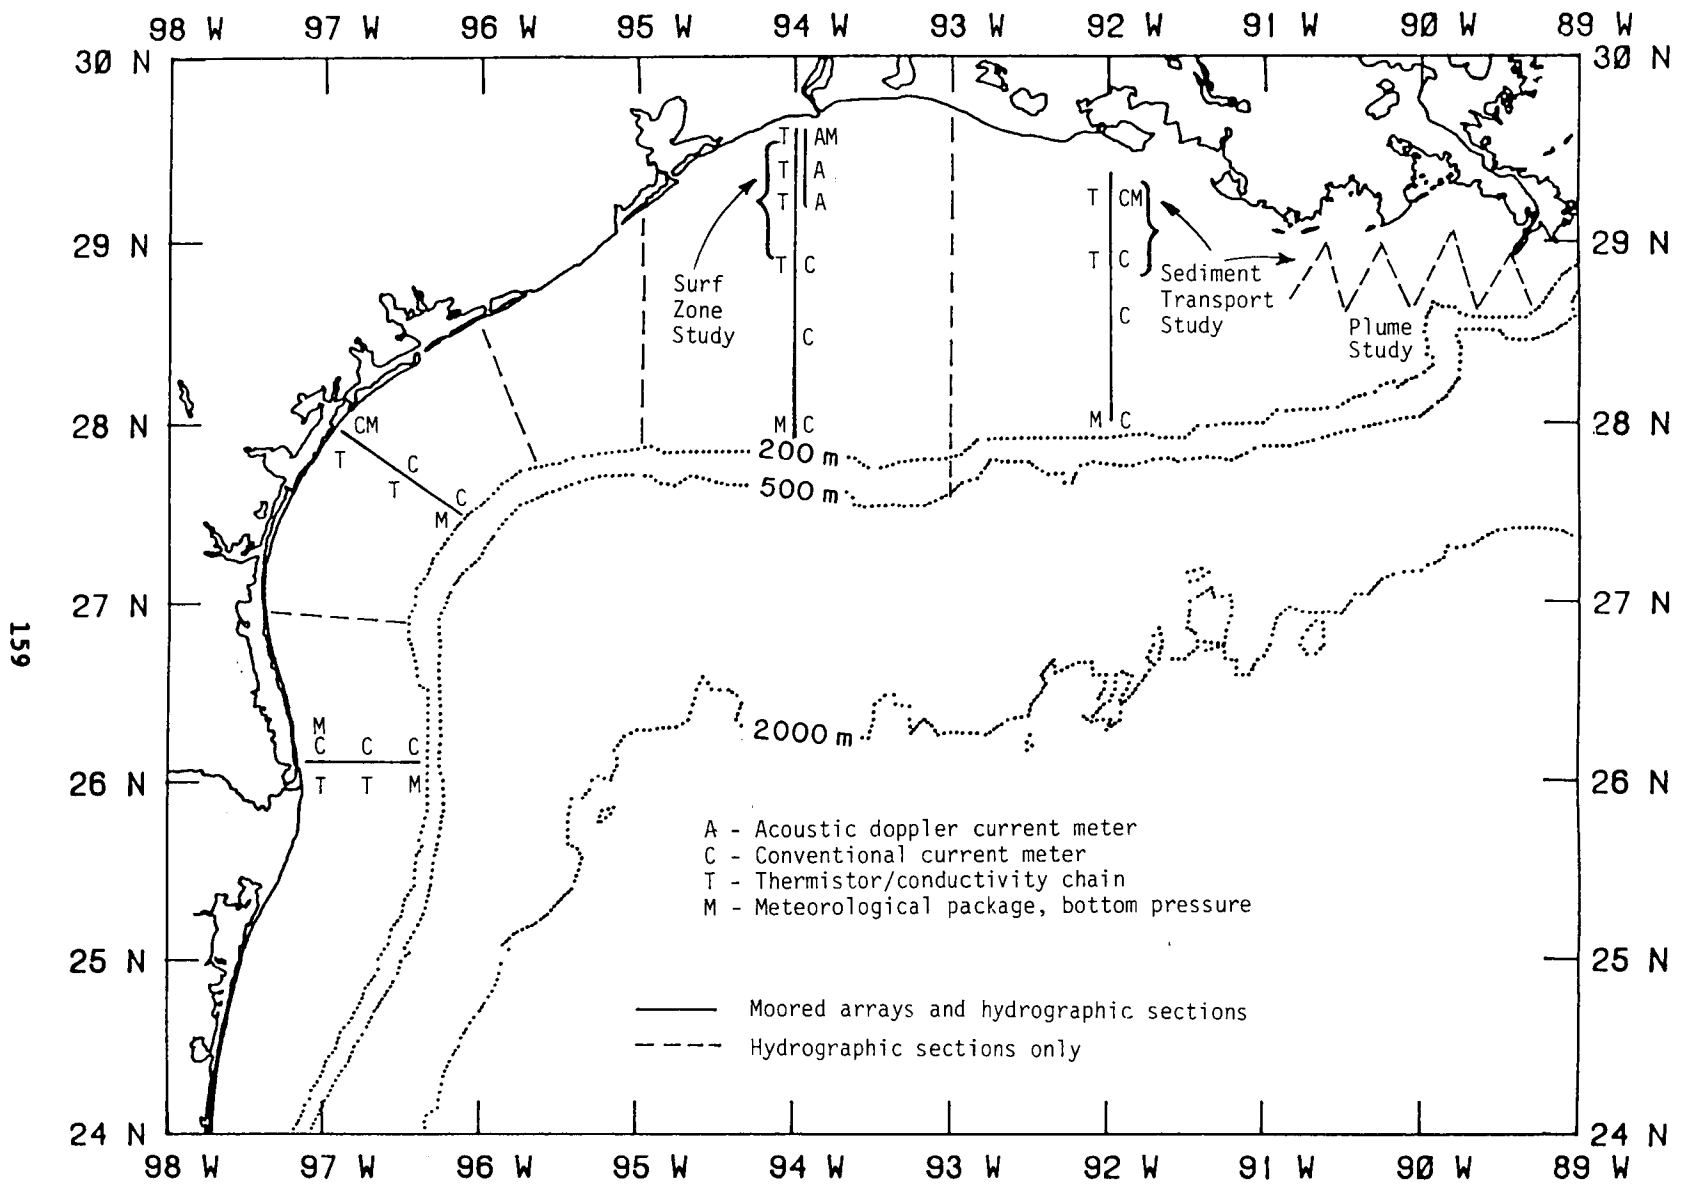 98 W 97 W 96 W 95 W 94 W 93 W 92 W 91 W 90 W 89 W
30 N 30 N
T AM
T A
T A
T CM
29 N 29 N
T C
T C
Surf
Zone
Study
Sediment
Transport
Study
C
C
Plume
Study
28 N 28 N
CM
M C
M C
T C
200 m
T C
500 m
M
27 N 27 N
159
M
C C C
2000 m
26 N 26 N
T T M
A - Acoustic doppler current meter
C - Conventional current meter
T - Thermistor/conductivity chain
M - Meteorological package, bottom pressure
25 N 25 N
Moored arrays and hydrographic sections
Hydrographic sections only
24 N 24 N
98 W 97 W 96 W 95 W 94 W 93 W 92 W 91 W 90 W 89 W